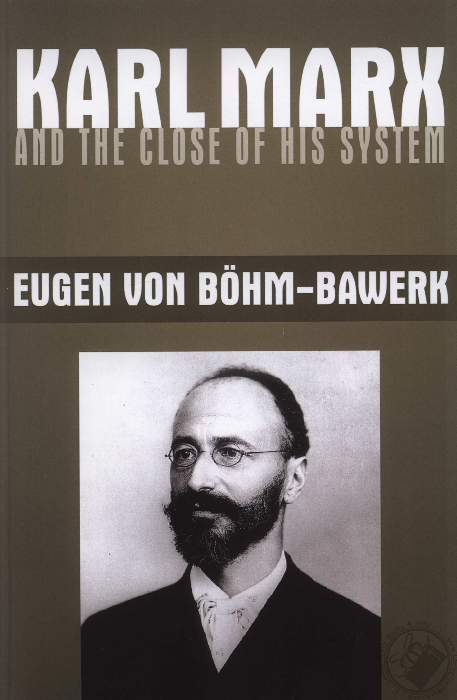 KARL MARX
AND THE CLOSE OF HIS SYSTEM
EUGEN VON BÖHM–BAWERK